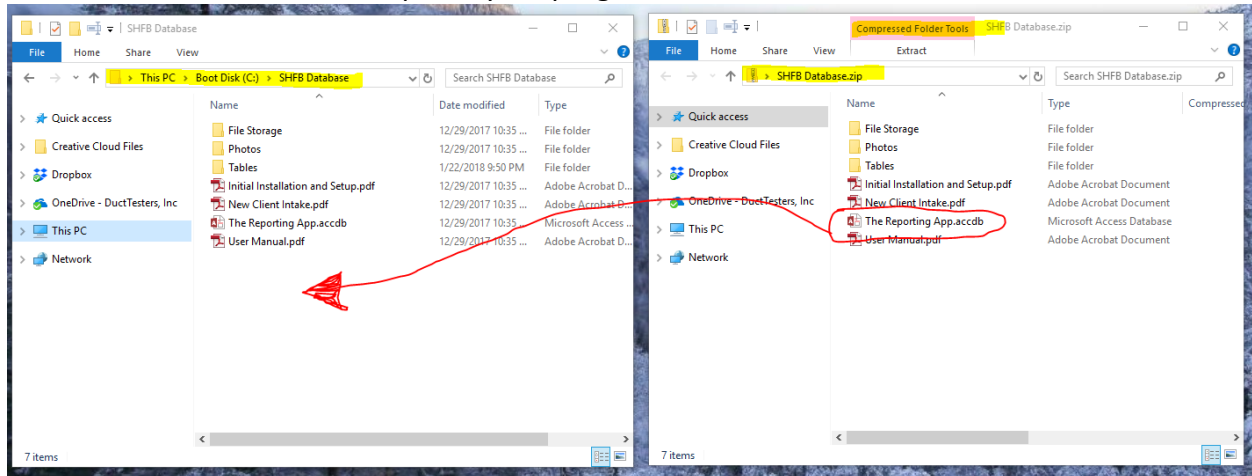 SHFB Database
File Home Share View
> This PC > Boot Disk (C:) > SHFB Database
Search SHFB Database
Name Date modified Type
Quick access
Creative Cloud Files
Dropbox
OneDrive - DuctTesters, Inc
This PC
Network
File Storage 12/29/2017 10:35 ... File folder
Photos 12/29/2017 10:35 ... File folder
Tables 1/22/2018 9:50 PM File folder
Initial Installation and Setup.pdf 12/29/2017 10:35 ... Adobe Acrobat D...
New Client Intake.pdf 12/29/2017 10:35 ... Adobe Acrobat D...
The Reporting App.accdb 12/29/2017 10:35 ... Microsoft Access ...
User Manual.pdf 12/29/2017 10:35 ... Adobe Acrobat D...
7 items
Compressed Folder Tools SHFB Database.zip
File Home Share View Extract
> SHFB Database.zip
Search SHFB Database.zip
Name Type Compressed
Quick access
Creative Cloud Files
Dropbox
OneDrive - DuctTesters, Inc
This PC
Network
File Storage File folder
Photos File folder
Tables File folder
Initial Installation and Setup.pdf Adobe Acrobat Document
New Client Intake.pdf Adobe Acrobat Document
The Reporting App.accdb Microsoft Access Database
User Manual.pdf Adobe Acrobat Document
7 items